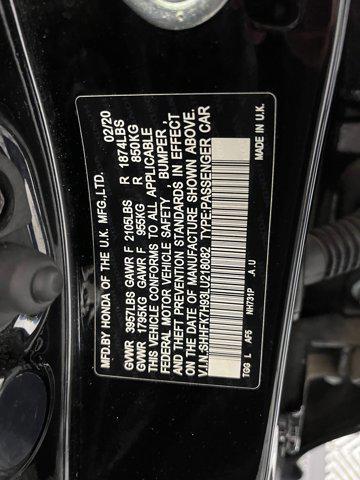 MFD.BY HONDA OF THE U.K. MFG.,LTD. 02/20
GVWR 3957LBS GAWR F 2105LBS R 1874LBS
GVWR 1795KG GAWR F 955KG R 850KG
THIS VEHICLE CONFORMS TO ALL APPLICABLE
FEDERAL MOTOR VEHICLE SAFETY , BUMPER ,
AND THEFT PREVENTION STANDARDS IN EFFECT
ON THE DATE OF MANUFACTURE SHOWN ABOVE.
V.I.N.:SHHFK7H93LU218082 TYPE:PASSENGER CAR
TGG L AF5 NH731P .A.U MADE IN U.K.